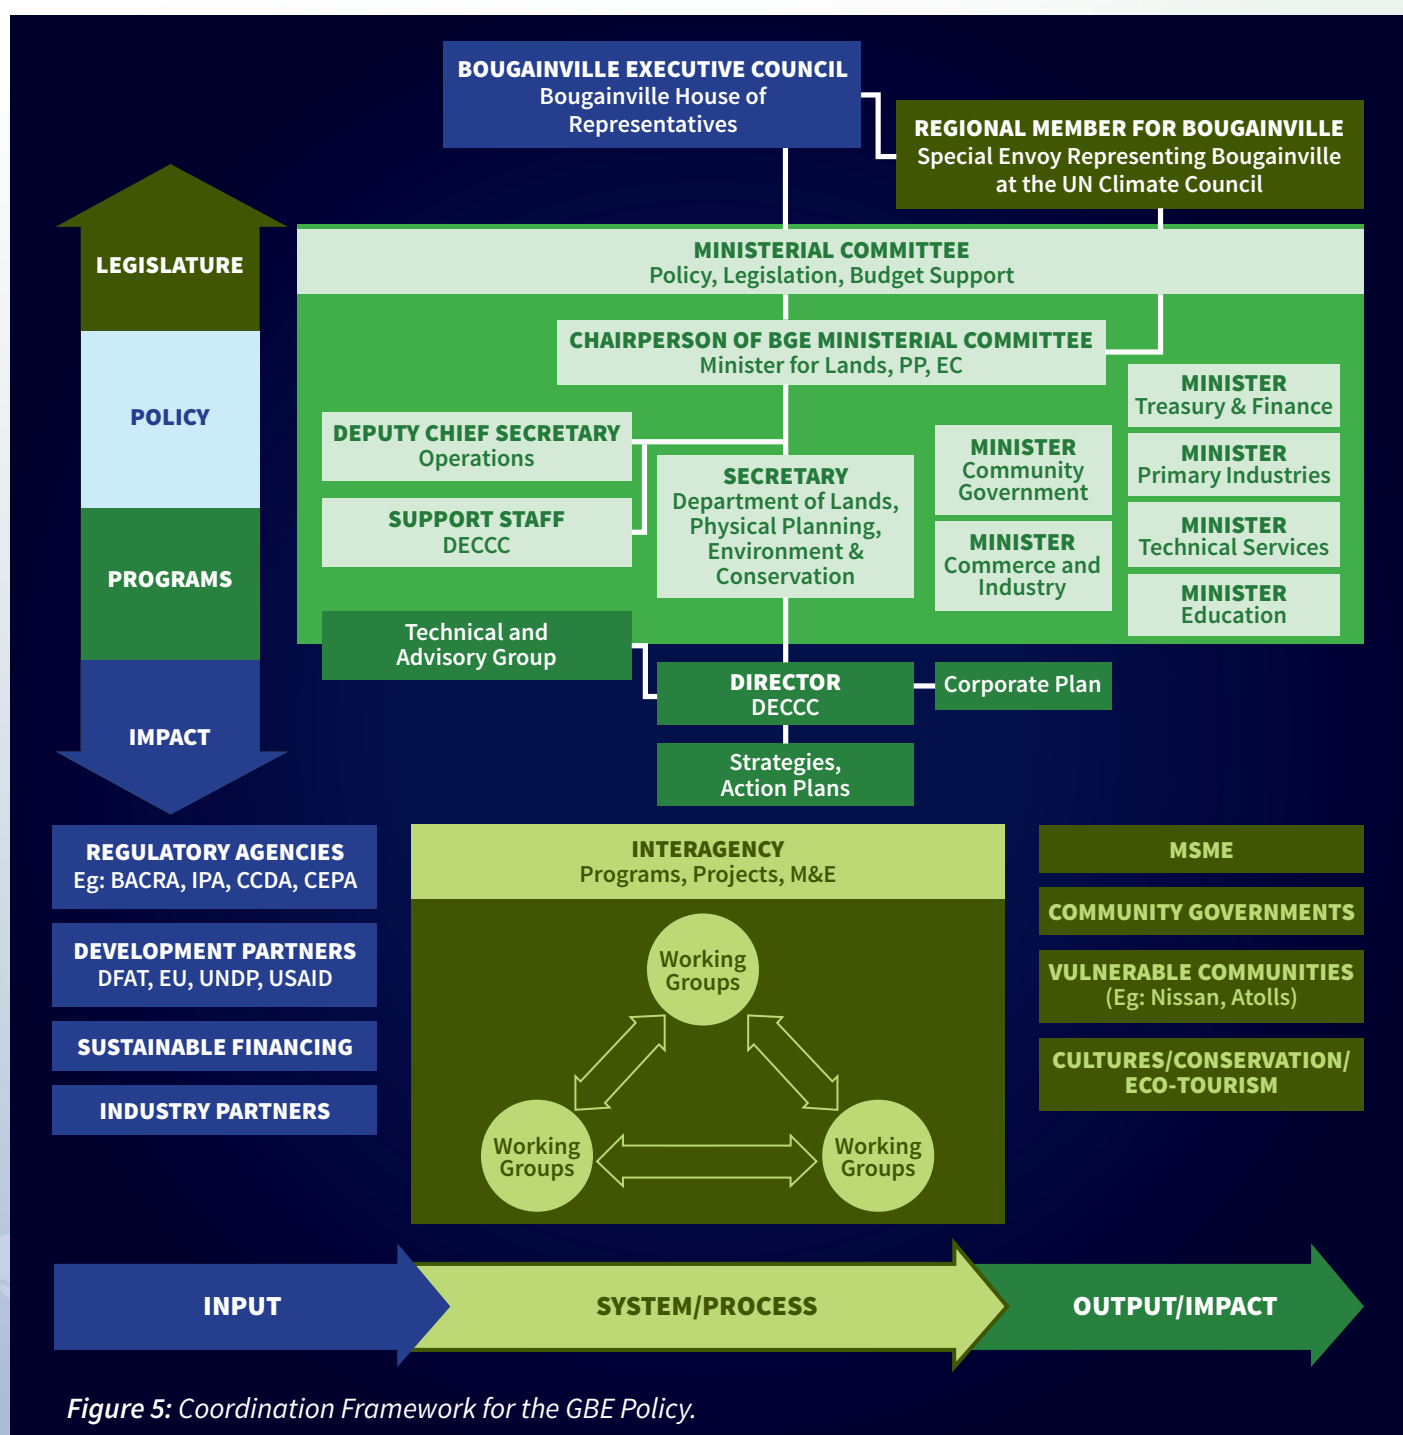 BOUGAINVILLE EXECUTIVE COUNCIL
Bougainville House of
Representatives
REGIONAL MEMBER FOR BOUGAINVILLE
Special Envoy Representing Bougainville
at the UN Climate Council
LEGISLATURE
POLICY
PROGRAMS
IMPACT
MINISTERIAL COMMITTEE
Policy, Legislation, Budget Support
CHAIRPERSON OF BGE MINISTERIAL COMMITTEE
Minister for Lands, PP, EC
DEPUTY CHIEF SECRETARY
Operations
SUPPORT STAFF
DECCC
SECRETARY
Department of Lands,
Physical Planning,
Environment &
Conservation
MINISTER
Community
Government
MINISTER
Commerce and
Industry
MINISTER
Treasury & Finance
MINISTER
Primary Industries
MINISTER
Technical Services
MINISTER
Education
Technical and
Advisory Group
DIRECTOR
DECCC
Corporate Plan
Strategies,
Action Plans
REGULATORY AGENCIES
Eg: BACRA, IPA, CCDA, CEPA
DEVELOPMENT PARTNERS
DFAT, EU, UNDP, USAID
SUSTAINABLE FINANCING
INDUSTRY PARTNERS
INTERAGENCY
Programs, Projects, M&E
Working
Groups
Working
Groups
Working
Groups
MSME
COMMUNITY GOVERNMENTS
VULNERABLE COMMUNITIES
(Eg: Nissan, Atolls)
CULTURES/CONSERVATION/
ECO-TOURISM
INPUT
SYSTEM/PROCESS
OUTPUT/IMPACT
Figure 5: Coordination Framework for the GBE Policy.